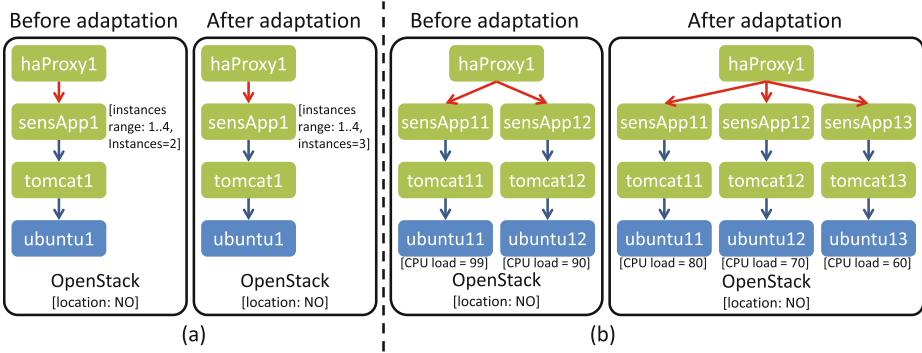 Before adaptation
haProxy1
sensApp1
[instances
range: 1..4,
Instances=2]
tomcat1
ubuntu1
OpenStack
[location: NO]
After adaptation
haProxy1
sensApp1
[instances
range: 1..4,
instances=3]
tomcat1
ubuntu1
OpenStack
[location: NO]
(a)
Before adaptation
haProxy1
sensApp11 sensApp12
tomcat11 tomcat12
ubuntu11 ubuntu12
[CPU load = 99] [CPU load = 90]
OpenStack
[location: NO]
After adaptation
haProxy1
sensApp11 sensApp12 sensApp13
tomcat11 tomcat12 tomcat13
ubuntu11 ubuntu12 ubuntu13
[CPU load = 80] [CPU load = 70] [CPU load = 60]
OpenStack
[location: NO]
(b)